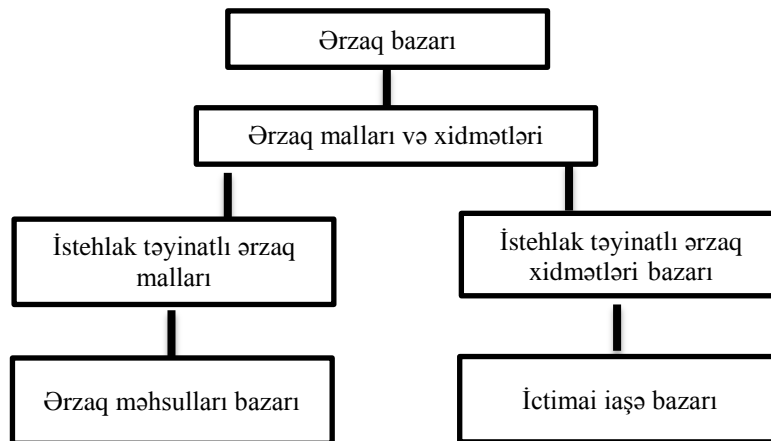 Ərzaq bazarı
Ərzaq malları və xidmətləri
İstehlak təyinatlı ərzaq
malları
İstehlak təyinatlı ərzaq
xidmətləri bazarı
Ərzaq məhsulları bazarı
İctimai iaşə bazarı